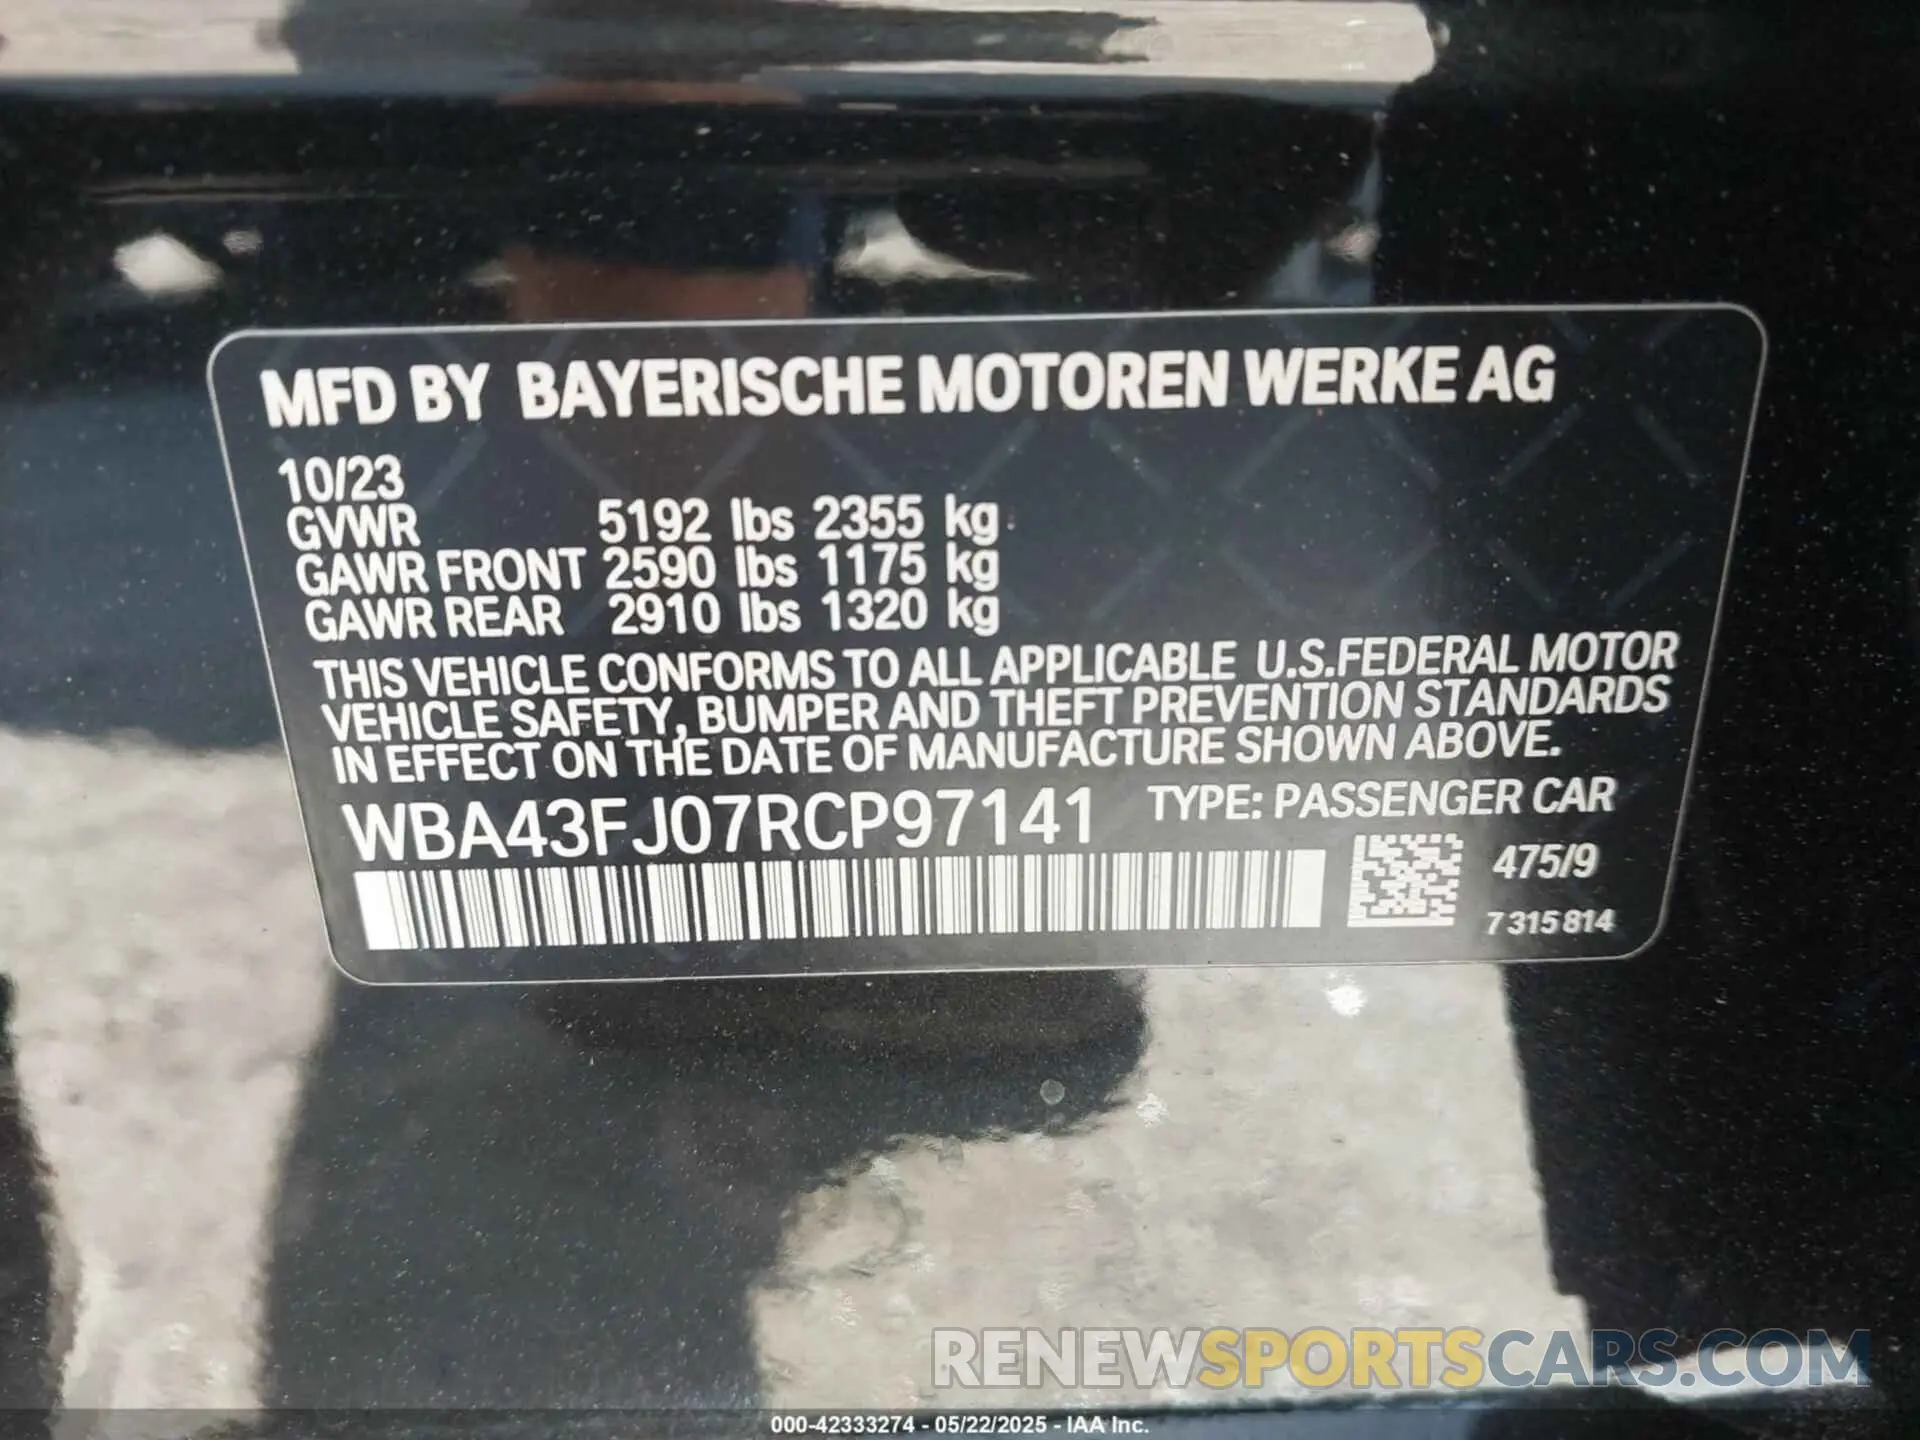 MFD BY BAYERISCHE MOTOREN WERKE AG
10/23
GVWR 5192 lbs 2355 kg
GAWR FRONT 2590 lbs 1175 kg
GAWR REAR 2910 lbs 1320 kg
THIS VEHICLE CONFORMS TO ALL APPLICABLE U.S.FEDERAL MOTOR
VEHICLE SAFETY, BUMPER AND THEFT PREVENTION STANDARDS
IN EFFECT ON THE DATE OF MANUFACTURE SHOWN ABOVE.
WBA43FJ07RCP97141 TYPE: PASSENGER CAR
475/9
7 315 814
RENEWSPORTSCARS.COM
000-42333274 - 05/22/2025 - IAA Inc.